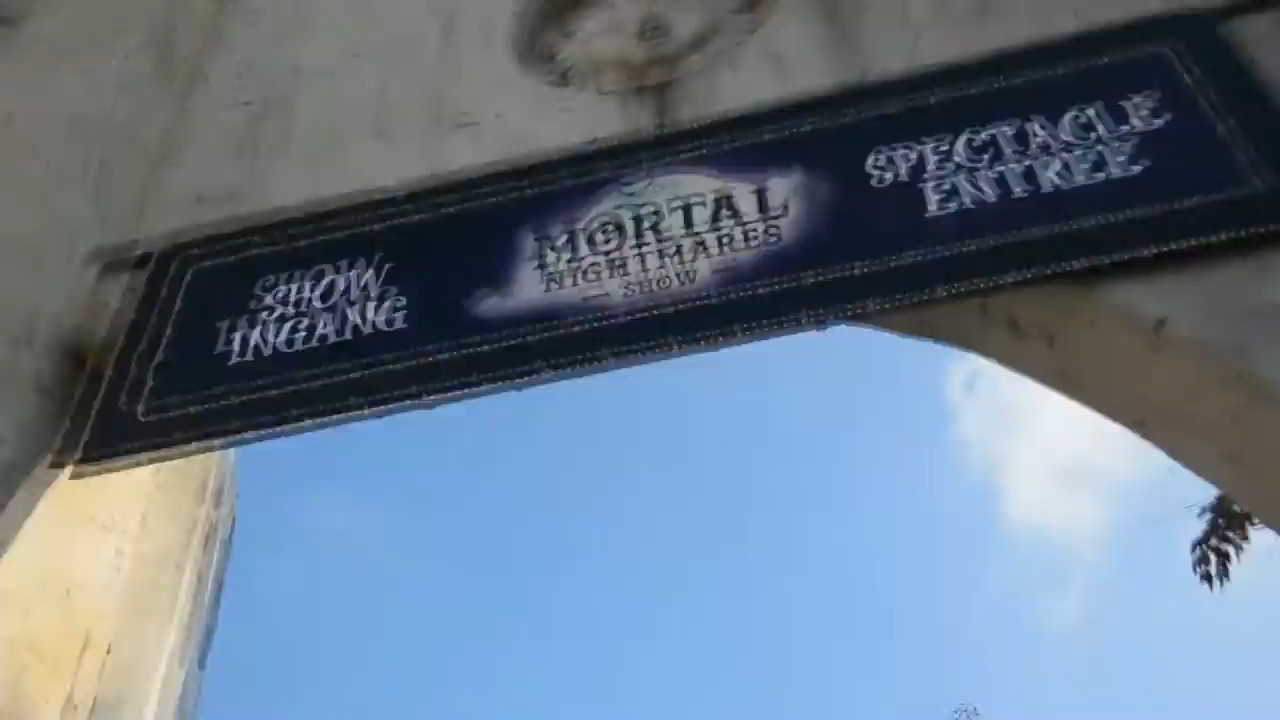 SHOW
INGANG
MORTAL
NIGHTMARES
SHOW
SPECTACLE
ENTREE